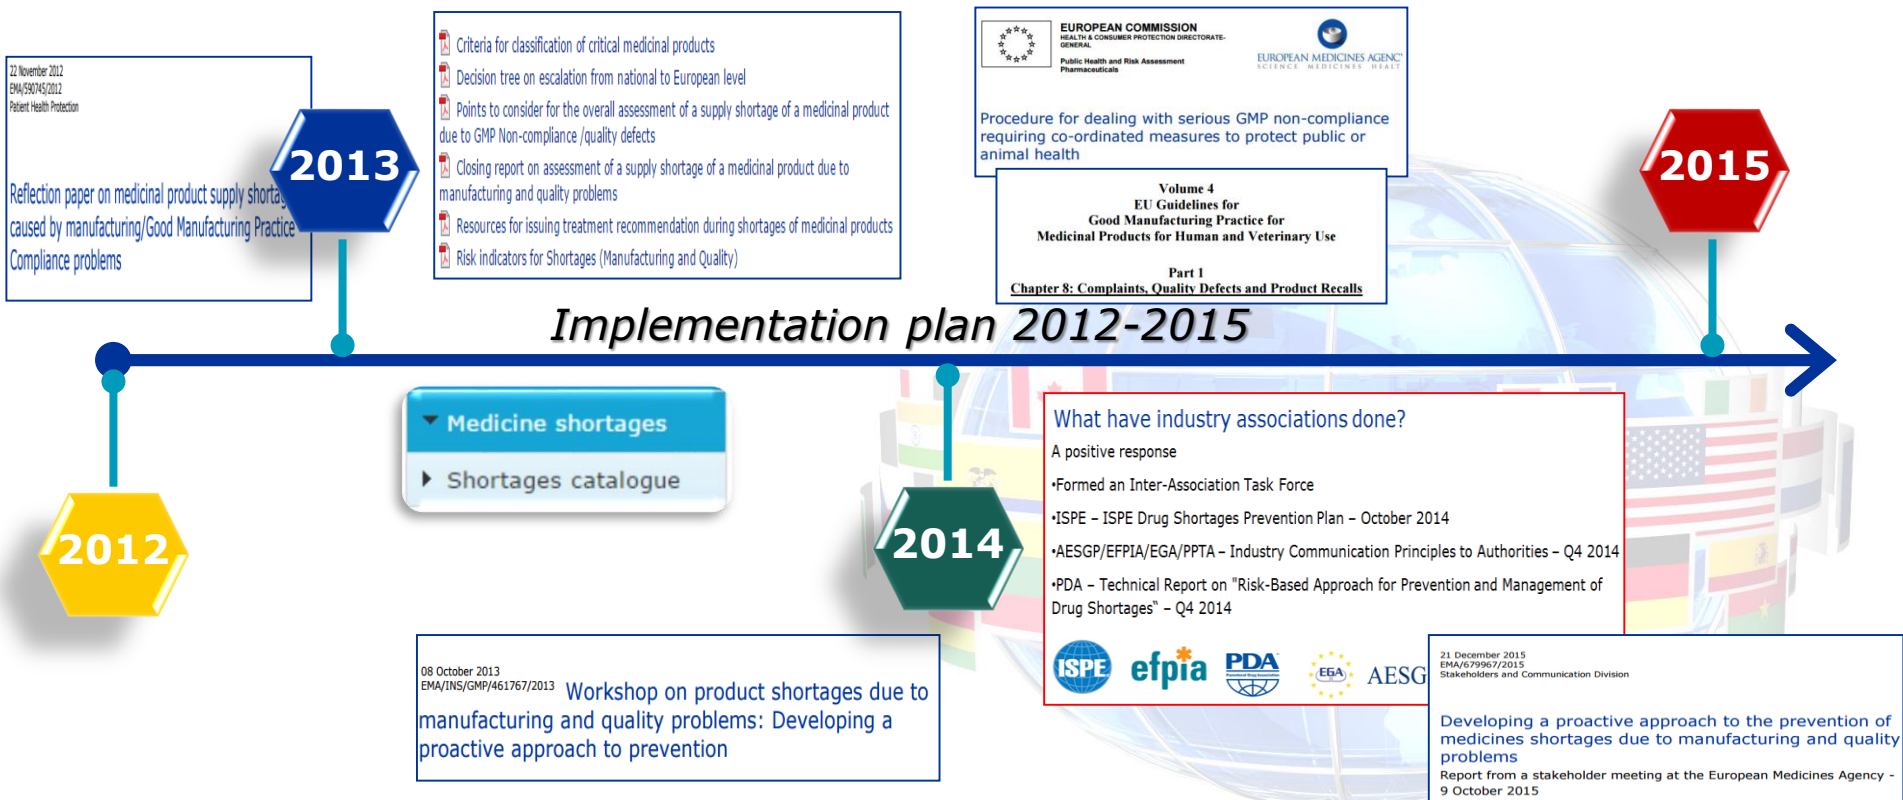 22 November 2012
EMA/590745/2012
Patient Health Protection
Reflection paper on medicinal product supply
caused by manufacturing/Good Manufacturing Practice
Compliance problems
2013
Criteria for classification of critical medicinal products
Decision tree on escalation from national to European level
Points to consider for the overall assessment of a supply shortage of a medicinal product
due to GMP Non-compliance /quality defects
Closing report on assessment of a supply shortage of a medicinal product due to
manufacturing and quality problems
Resources for issuing treatment recommendation during shortages of medicinal products
Risk indicators for Shortages (Manufacturing and Quality)
EUROPEAN COMMISSION
HEALTH & CONSUMER PROTECTION DIRECTORATE-
GENERAL
Public Health and Risk Assessment
Pharmaceuticals
EUROPEAN MEDICINES AGENC
SCIENCE MEDICINES HEALT
Procedure for dealing with serious GMP non-compliance
requiring co-ordinated measures to protect public or
animal health
Volume 4
EU Guidelines for
Good Manufacturing Practice for
Medicinal Products for Human and Veterinary Use
Part 1
Chapter 8: Complaints, Quality Defects and Product Recalls
2015
Implementation plan 2012-2015
2012
Medicine shortages
Shortages catalogue
08 October 2013
EMA/INS/GMP/461767/2013 Workshop on product shortages due to
manufacturing and quality problems: Developing a
proactive approach to prevention
2014
What have industry associations done?
A positive response
•Formed an Inter-Association Task Force
•ISPE – ISPE Drug Shortages Prevention Plan – October 2014
•AESGP/EFPIA/EGA/PPTA – Industry Communication Principles to Authorities – Q4 2014
•PDA – Technical Report on "Risk-Based Approach for Prevention and Management of
Drug Shortages“ – Q4 2014
ISPE
efpia
PDA
Parenteral Drug Association
EGA
AESG
21 December 2015
EMA/679967/2015
Stakeholders and Communication Division
Developing a proactive approach to the prevention of
medicines shortages due to manufacturing and quality
problems
Report from a stakeholder meeting at the European Medicines Agency -
9 October 2015